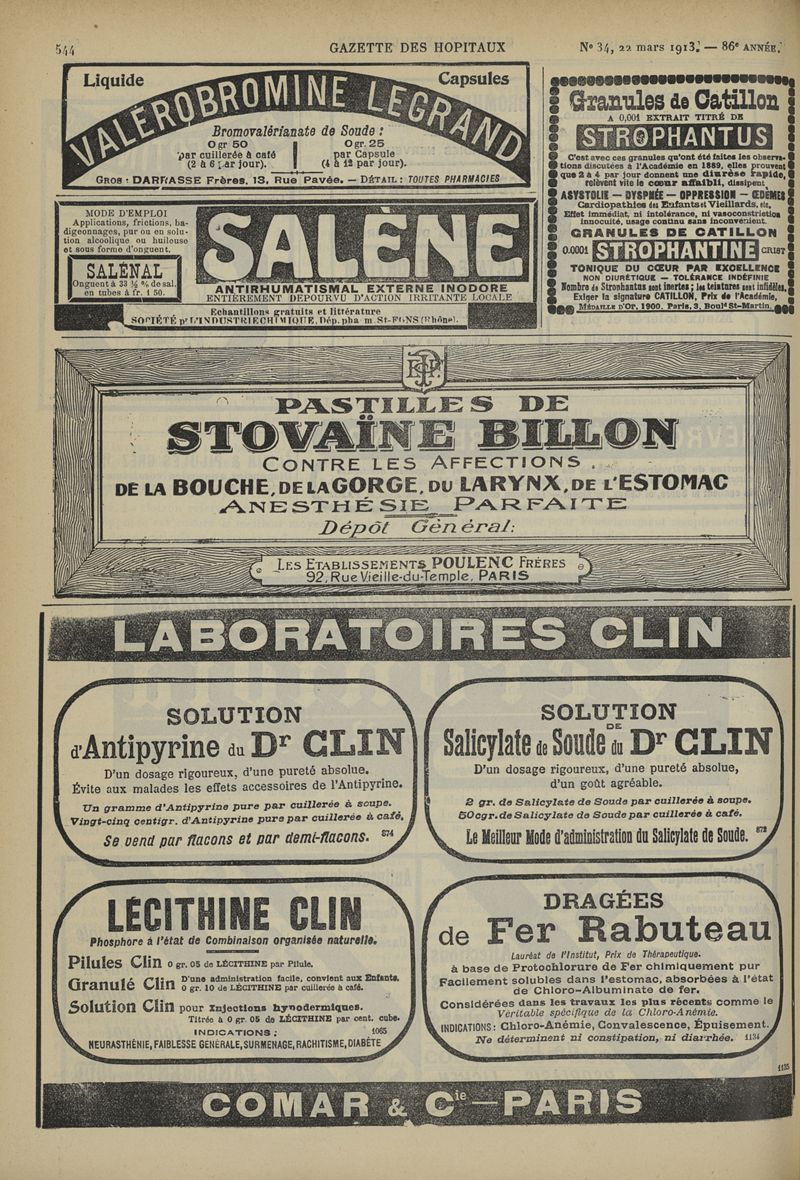 544
GAZETTE DES HOPITAUX
N° 34, 22 mars 1913. — 86e ANNÉE.
Liquide
Capsules
VALÉROBROMINE LEGRAND
Bromovalérianate de Soude :
0 gr 50
par cuillerée à café
(2 à 6 par jour).
0 gr. 25
par Capsule
(4 à 12 par jour).
GROS : DARRASSE Frères, 13, Rue Pavée. — DÉTAIL : TOUTES PHARMACIES
MODE D'EMPLOI
Applications, frictions, ba-
digeonnages, pur ou en solu-
tion alcoolique ou huileuse
et sous forme d'onguent.
SALÉNAL
Onguent à 33 ⅓ % de sal.
en tubes à fr. 1 50.
SALÈNE
ANTIRHUMATISMAL EXTERNE INODORE
ENTIÈREMENT DÉPOURVU D'ACTION IRRITANTE LOCALE
Echantillons gratuits et littérature
SOCIÉTÉ pr L'INDUSTRIE CHIMIQUE, Dép. pharm. St-FONS (Rhône).
Granules de Catillon
A 0,001 EXTRAIT TITRÉ DE
STROPHANTUS
C'est avec ces granules qu'ont été faites les observa-
tions discutées à l'Académie en 1889, elles prouvent
que 2 à 4 par jour donnent une diurèse rapide,
relèvent vite le cœur affaibli, dissipent
ASYSTOLIE — DYSPNÉE — OPPRESSION — ŒDÈMES
Cardiopathies des Enfants et Vieillards, etc.
Effet immédiat, ni intolérance, ni vasoconstriction
innocuité, usage continu sans inconvénient.
GRANULES DE CATILLON
0.0001 STROPHANTINE CRIST
TONIQUE DU CŒUR PAR EXCELLENCE
NON DIURÉTIQUE — TOLÉRANCE INDÉFINIE
Nombre de Strophantus sont inertes ; les teintures sont infidèles,
Exiger la signature CATILLON, Prix de l'Académie,
MÉDAILLE D'OR, 1900. Paris, 3, Boulᵈ St-Martin.
PASTILLES DE
STOVAÏNE BILLON
CONTRE LES AFFECTIONS
DE LA BOUCHE, DE LA GORGE, DU LARYNX, DE L'ESTOMAC
ANESTHÉSIE PARFAITE
Dépôt Général:
LES ETABLISSEMENTS POULENC FRÈRES
92, Rue Vieille-du-Temple, PARIS
LABORATOIRES CLIN
SOLUTION
d'Antipyrine du Dr CLIN
D'un dosage rigoureux, d'une pureté absolue.
Évite aux malades les effets accessoires de l'Antipyrine.
Un gramme d'Antipyrine pure par cuillerée à soupe.
Vingt-cinq centigr. d'Antipyrine pure par cuillerée à café.
Se vend par flacons et par demi-flacons. 874
SOLUTION
DE
Salicylate de Soude du Dr CLIN
D'un dosage rigoureux, d'une pureté absolue,
d'un goût agréable.
2 gr. de Salicylate de Soude par cuillerée à soupe.
50 cgr. de Salicylate de Soude par cuillerée à café.
Le Meilleur Mode d'administration du Salicylate de Soude. 872
LÉCITHINE CLIN
Phosphore à l'état de Combinaison organisée naturelle.
Pilules Clin 0 gr. 05 de LÉCITHINE par Pilule.
Granulé Clin D'une administration facile, convient aux Enfants.
0 gr. 10 de LÉCITHINE par cuillerée à café.
Solution Clin pour Injections hypodermiques.
Titrée à 0 gr. 05 de LÉCITHINE par cent. cube.
INDICATIONS : 1065
NEURASTHÉNIE, FAIBLESSE GÉNÉRALE, SURMENAGE, RACHITISME, DIABÈTE
DRAGÉES
de Fer Rabuteau
Lauréat de l'Institut, Prix de Thérapeutique.
à base de Protochlorure de Fer chimiquement pur
Facilement solubles dans l'estomac, absorbées à l'état
de Chloro-Albuminate de fer.
Considérées dans les travaux les plus récents comme le
Véritable spécifique de la Chloro-Anémie.
INDICATIONS : Chloro-Anémie, Convalescence, Épuisement.
Ne déterminent ni constipation, ni diarrhée. 1134
1135
COMAR & Cie — PARIS